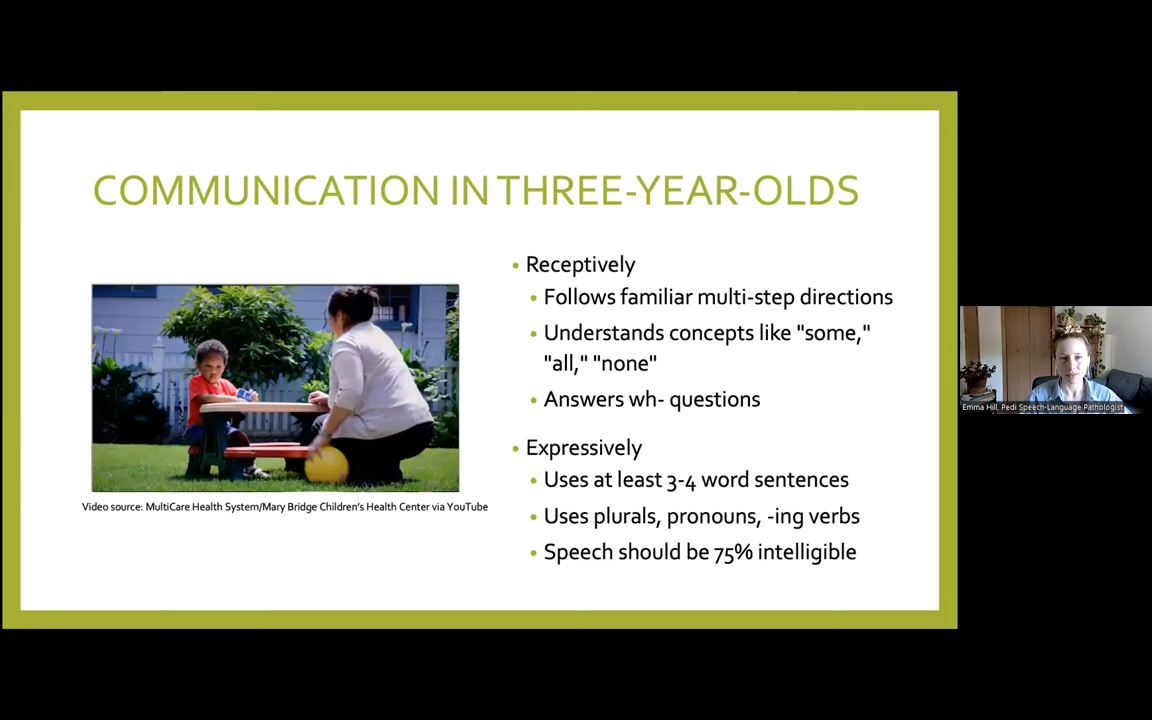 COMMUNICATION IN THREE-YEAR-OLDS
• Receptively
• Follows familiar multi-step directions
• Understands concepts like "some,"
"all," "none"
• Answers wh- questions
• Expressively
• Uses at least 3-4 word sentences
• Uses plurals, pronouns, -ing verbs
• Speech should be 75% intelligible
Video source: MultiCare Health System/Mary Bridge Children's Health Center via YouTube
Emma Hill, Pedi Speech-Language Pathologist